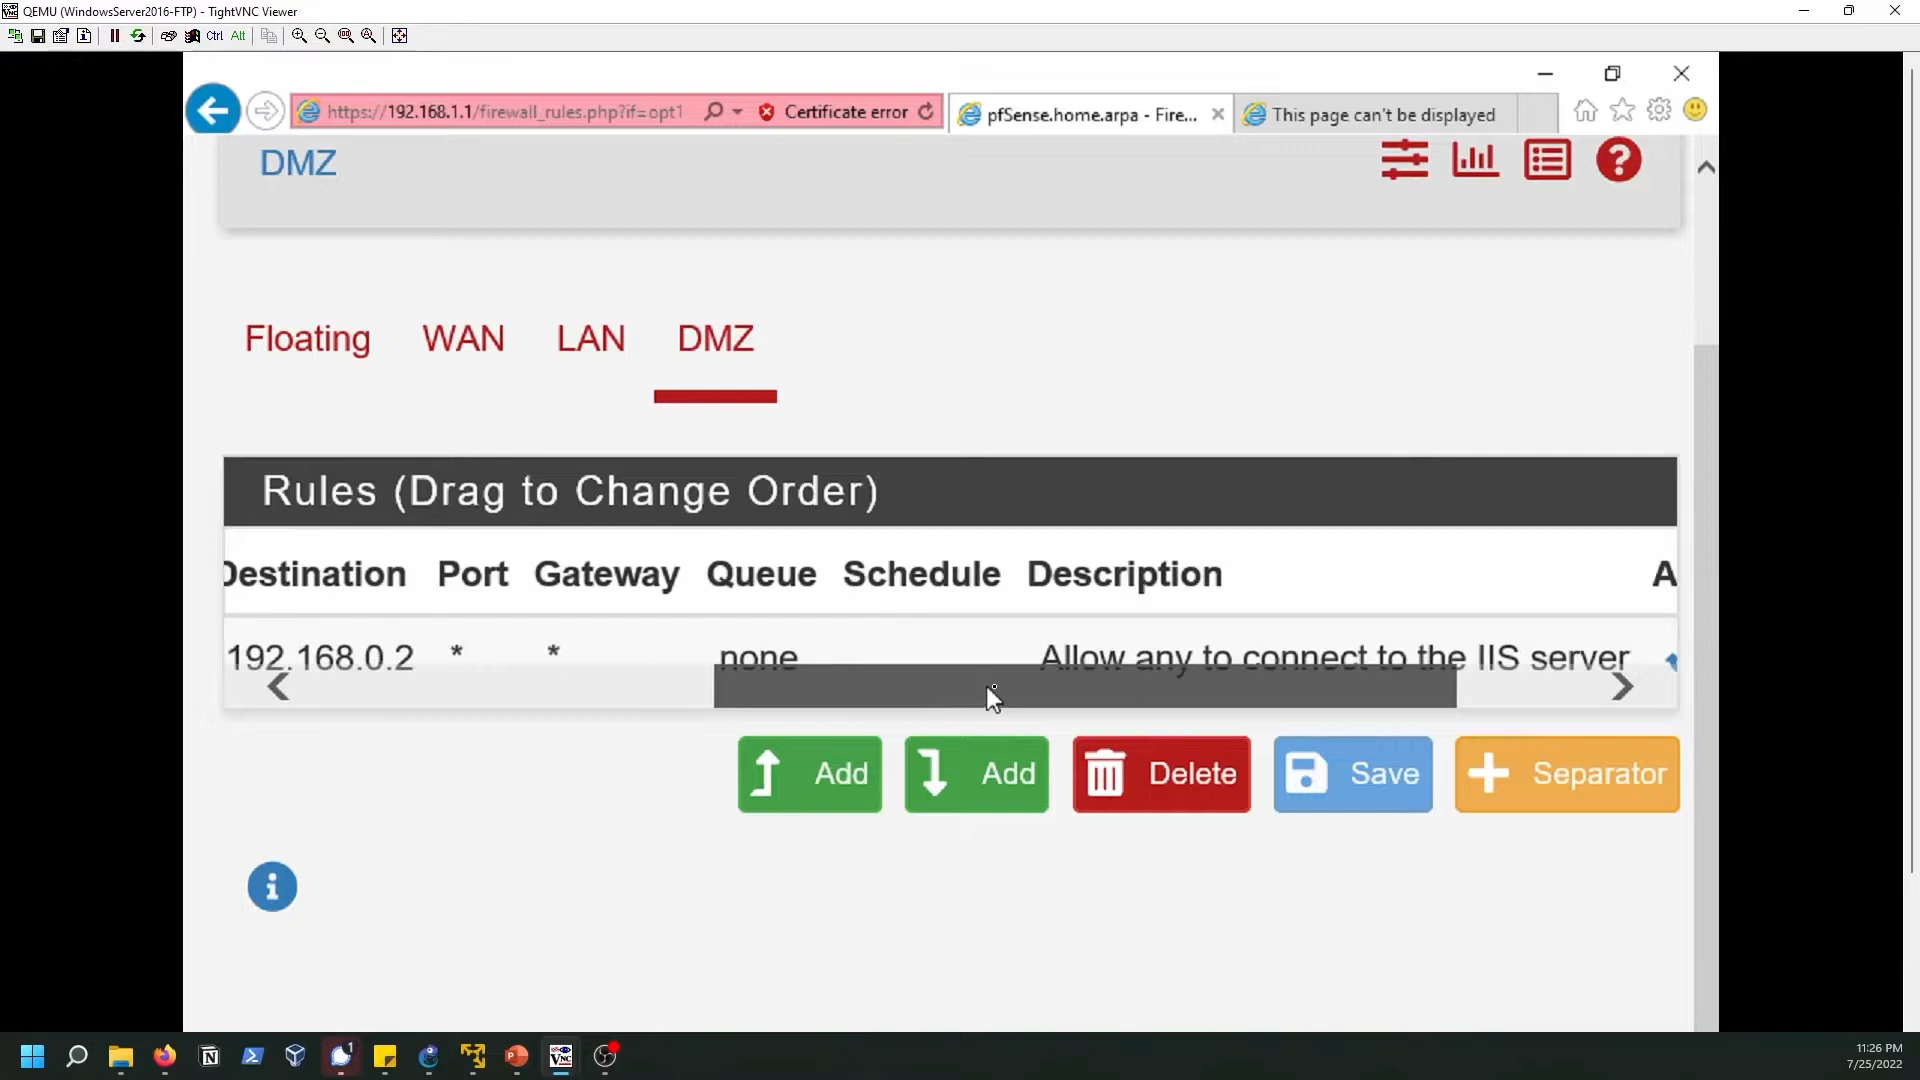 QEMU (WindowsServer2016-FTP) - TightVNC Viewer
Ctrl Alt
https://192.168.1.1/firewall_rules.php?if=opt1 Certificate error pfSense.home.arpa - Fire... This page can't be displayed
DMZ
Floating WAN LAN DMZ
Rules (Drag to Change Order)
Destination Port Gateway Queue Schedule Description A
192.168.0.2 * * none Allow any to connect to the IIS server
Add Add Delete Save Separator
11:26 PM
7/25/2022